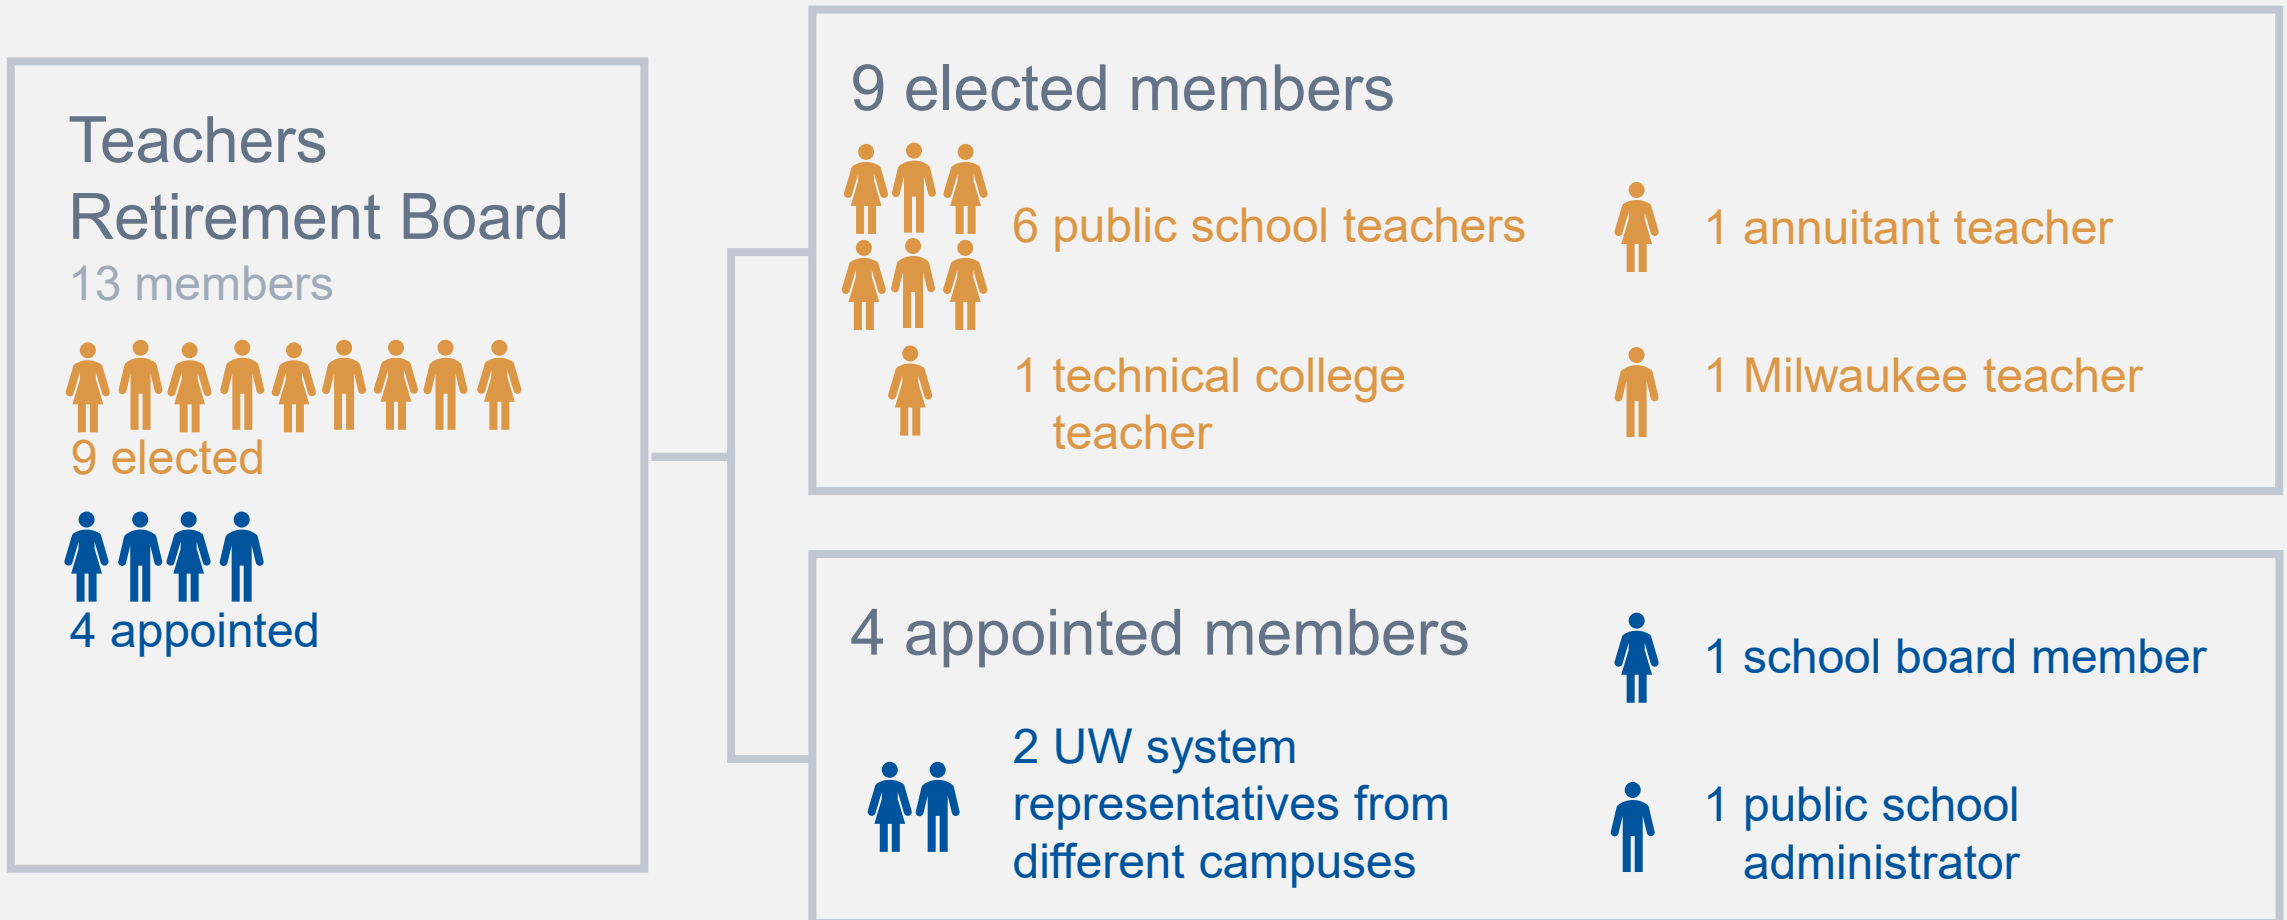 Teachers
Retirement Board
13 members
9 elected
4 appointed
9 elected members
6 public school teachers
1 annuitant teacher
1 technical college
teacher
1 Milwaukee teacher
4 appointed members
2 UW system
representatives from
different campuses
1 school board member
1 public school
administrator